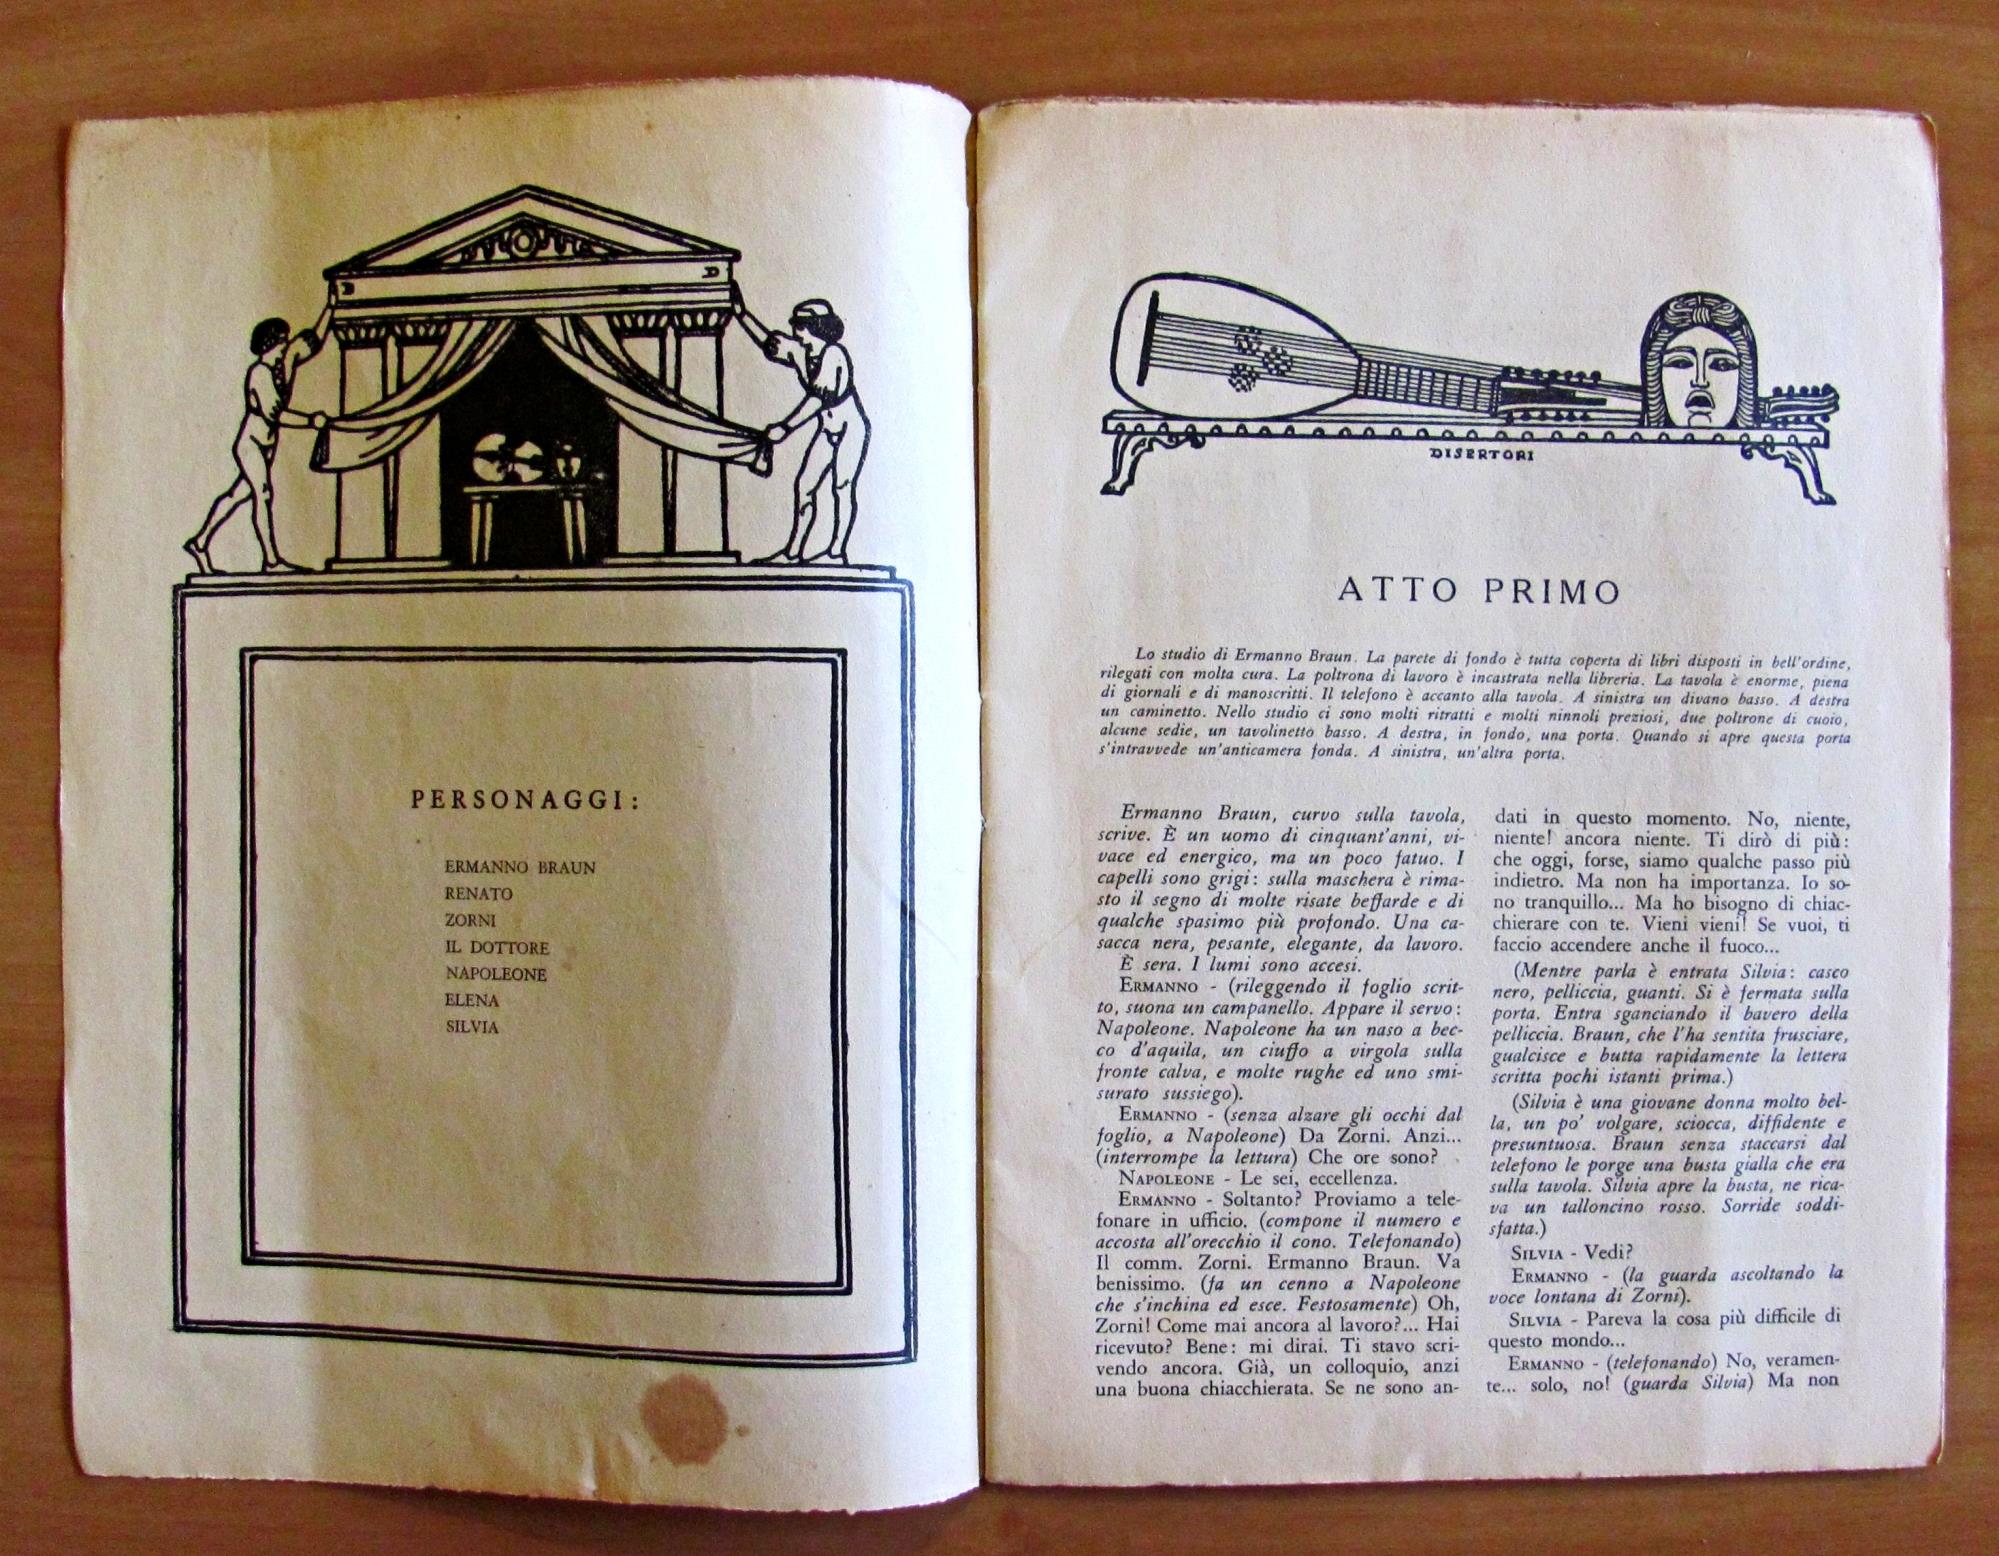 D
D
PERSONAGGI:
ERMANNO BRAUN
RENATO
ZORNI
IL DOTTORE
NAPOLEONE
ELENA
SILVIA
DISERTORI
ATTO PRIMO
Lo studio di Ermanno Braun. La parete di fondo è tutta coperta di libri disposti in bell'ordine,
rilegati con molta cura. La poltrona di lavoro è incastrata nella libreria. La tavola è enorme, piena
di giornali e di manoscritti. Il telefono è accanto alla tavola. A sinistra un divano basso. A destra
un caminetto. Nello studio ci sono molti ritratti e molti ninnoli preziosi, due poltrone di cuoio,
alcune sedie, un tavolinetto basso. A destra, in fondo, una porta. Quando si apre questa porta
s'intravvede un'anticamera fonda. A sinistra, un'altra porta.
Ermanno Braun, curvo sulla tavola,
scrive. È un uomo di cinquant'anni, vi-
vace ed energico, ma un poco fatuo. I
capelli sono grigi: sulla maschera è rima-
sto il segno di molte risate beffarde e di
qualche spasimo più profondo. Una ca-
sacca nera, pesante, elegante, da lavoro.
È sera. I lumi sono accesi.
ERMANNO - (rileggendo il foglio scrit-
to, suona un campanello. Appare il servo:
Napoleone. Napoleone ha un naso a bec-
co d'aquila, un ciuffo a virgola sulla
fronte calva, e molte rughe ed uno smi-
surato sussiego).
ERMANNO - (senza alzare gli occhi dal
foglio, a Napoleone) Da Zorni. Anzi...
(interrompe la lettura) Che ore sono?
NAPOLEONE - Le sei, eccellenza.
ERMANNO - Soltanto? Proviamo a tele-
fonare in ufficio. (compone il numero e
accosta all'orecchio il cono. Telefonando)
Il comm. Zorni. Ermanno Braun. Va
benissimo. (fa un cenno a Napoleone
che s'inchina ed esce. Festosamente) Oh,
Zorni! Come mai ancora al lavoro?... Hai
ricevuto? Bene: mi dirai. Ti stavo scri-
vendo ancora. Già, un colloquio, anzi
una buona chiacchierata. Se ne sono an-
dati in questo momento. No, niente,
niente! ancora niente. Ti dirò di più:
che oggi, forse, siamo qualche passo più
indietro. Ma non ha importanza. Io so-
no tranquillo... Ma ho bisogno di chiac-
chierare con te. Vieni vieni! Se vuoi, ti
faccio accendere anche il fuoco...
(Mentre parla è entrata Silvia: casco
nero, pelliccia, guanti. Si è fermata sulla
porta. Entra sganciando il bavero della
pelliccia. Braun, che l'ha sentita frusciare,
gualcisce e butta rapidamente la lettera
scritta pochi istanti prima.)
(Silvia è una giovane donna molto bel-
la, un po' volgare, sciocca, diffidente e
presuntuosa. Braun senza staccarsi dal
telefono le porge una busta gialla che era
sulla tavola. Silvia apre la busta, ne rica-
va un talloncino rosso. Sorride soddi-
sfatta.)
SILVIA - Vedi?
ERMANNO - (la guarda ascoltando la
voce lontana di Zorni).
SILVIA - Pareva la cosa più difficile di
questo mondo...
ERMANNO - (telefonando) No, veramen-
te... solo, no! (guarda Silvia) Ma non